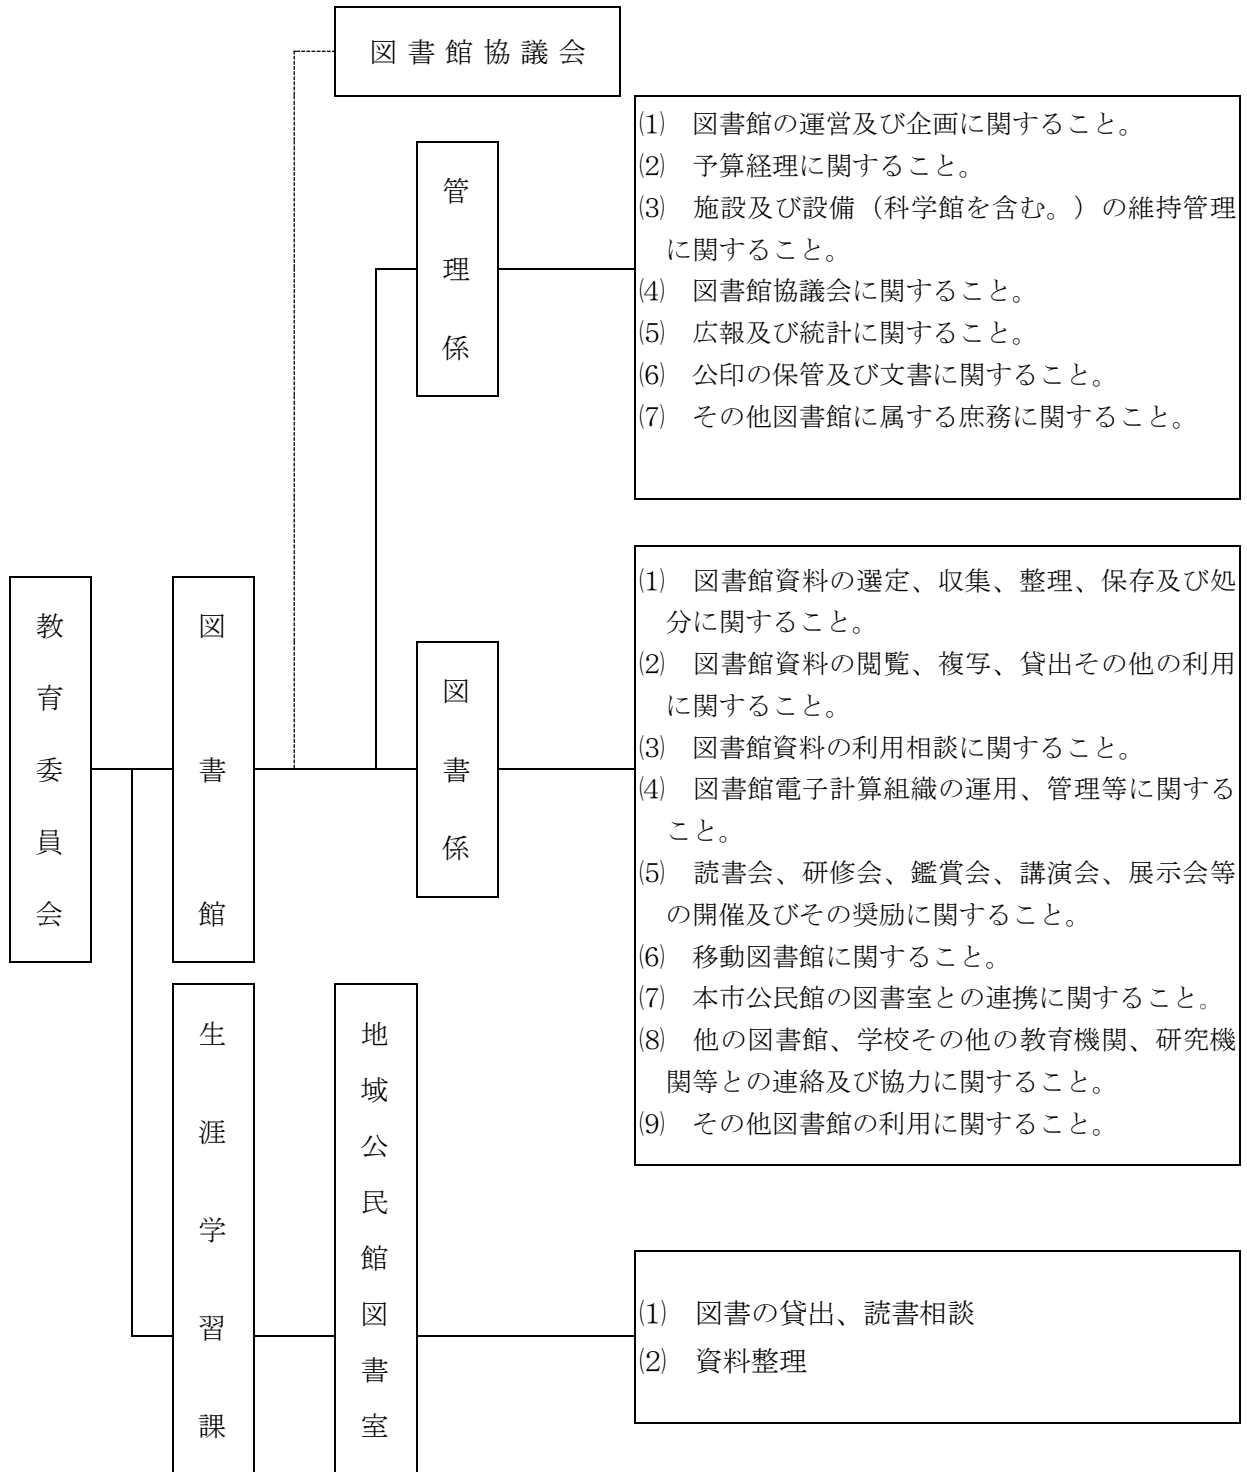 図書館協議会
管理係
⑴　図書館の運営及び企画に関すること。
⑵　予算経理に関すること。
⑶　施設及び設備（科学館を含む。）の維持管理
に関すること。
⑷　図書館協議会に関すること。
⑸　広報及び統計に関すること。
⑹　公印の保管及び文書に関すること。
⑺　その他図書館に属する庶務に関すること。
教育委員会
図書館
図書係
⑴　図書館資料の選定、収集、整理、保存及び処
分に関すること。
⑵　図書館資料の閲覧、複写、貸出その他の利用
に関すること。
⑶　図書館資料の利用相談に関すること。
⑷　図書館電子計算組織の運用、管理等に関する
こと。
⑸　読書会、研修会、鑑賞会、講演会、展示会等
の開催及びその奨励に関すること。
⑹　移動図書館に関すること。
⑺　本市公民館の図書室との連携に関すること。
⑻　他の図書館、学校その他の教育機関、研究機
関等との連絡及び協力に関すること。
⑼　その他図書館の利用に関すること。
生涯学習課
地域公民館図書室
⑴　図書の貸出、読書相談
⑵　資料整理